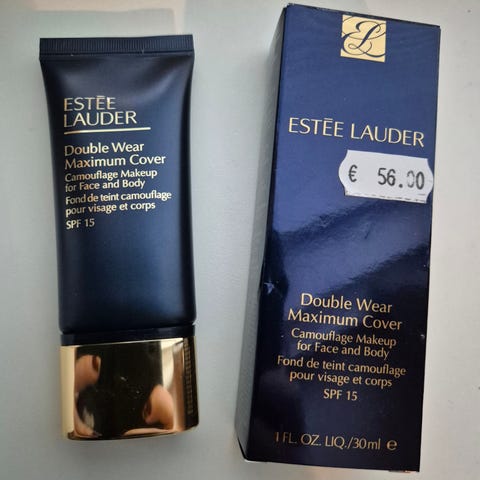 ESTĒE
LAUDER
Double Wear
Maximum Cover
Camouflage Makeup
for Face and Body
Fond de teint camouflage
pour visage et corps
SPF 15
EL
ESTĒE LAUDER
€ 56.00
Double Wear
Maximum Cover
Camouflage Makeup
for Face and Body
Fond de teint camouflage
pour visage et corps
SPF 15
1 FL. OZ. LIQ./30ml e